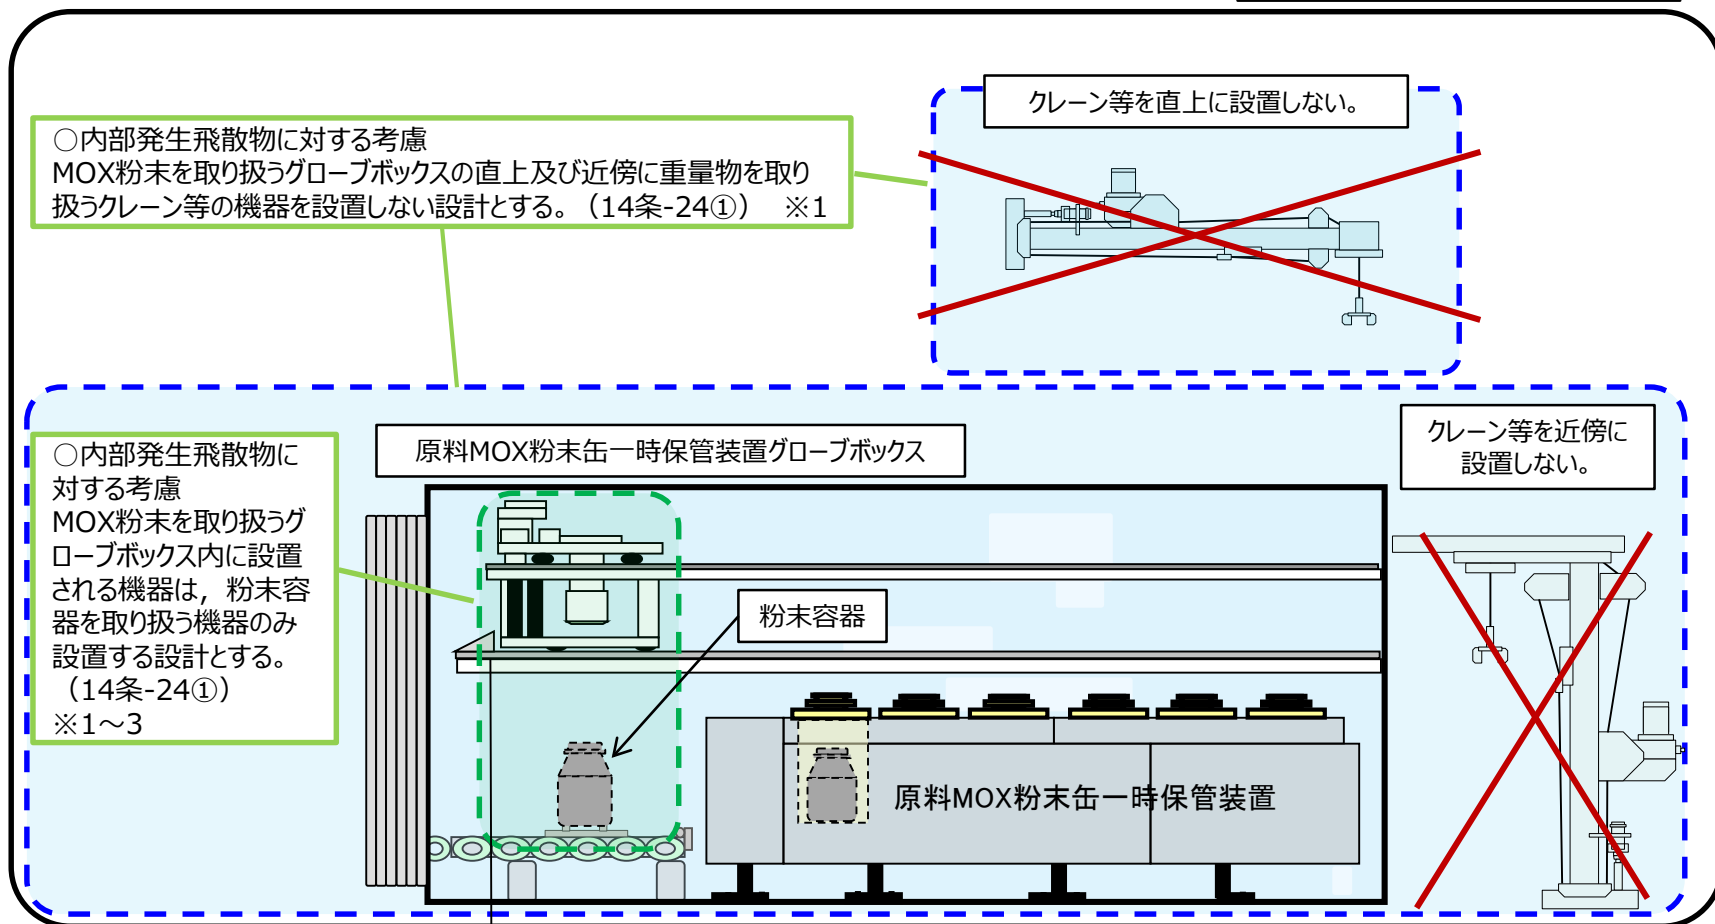 クレーン等を直上に設置しない。
○内部発生飛散物に対する考慮
MOX粉末を取り扱うグローブボックスの直上及び近傍に重量物を取り
扱うクレーン等の機器を設置しない設計とする。（14条-24①）　※1
クレーン等を近傍に
設置しない。
原料MOX粉末缶一時保管装置グローブボックス
○内部発生飛散物に
対する考慮
MOX粉末を取り扱うグ
ローブボックス内に設置
される機器は，粉末容
器を取り扱う機器のみ
設置する設計とする。
（14条-24①）
※1～3
粉末容器
原料MOX粉末缶一時保管装置